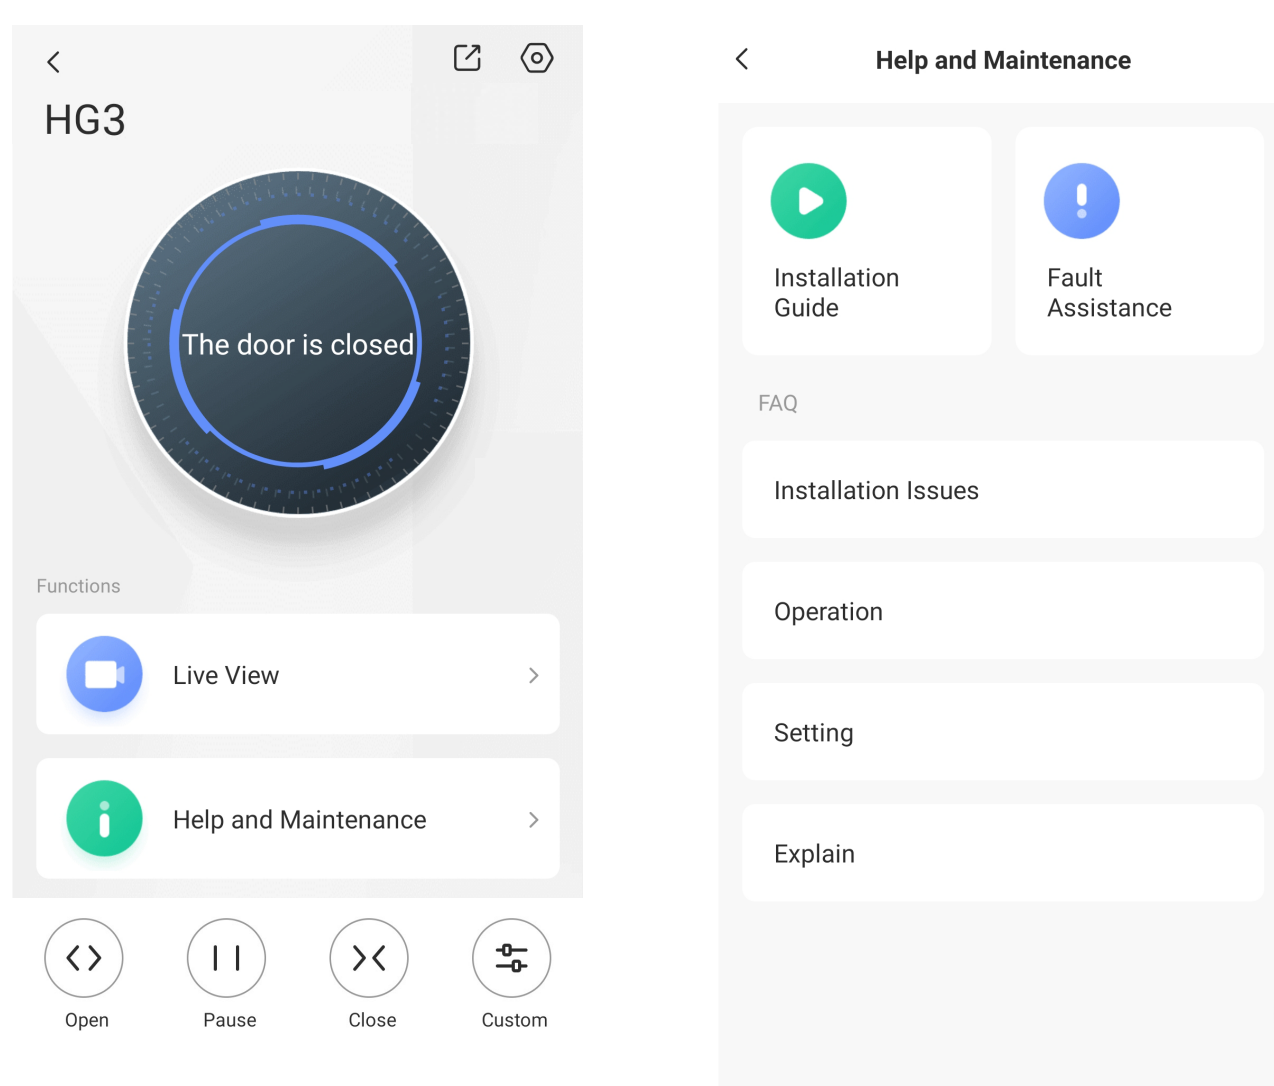 HG3
The door is closed
Functions
Live View
Help and Maintenance
Open
Pause
Close
Custom
Help and Maintenance
Installation
Guide
Fault
Assistance
FAQ
Installation Issues
Operation
Setting
Explain